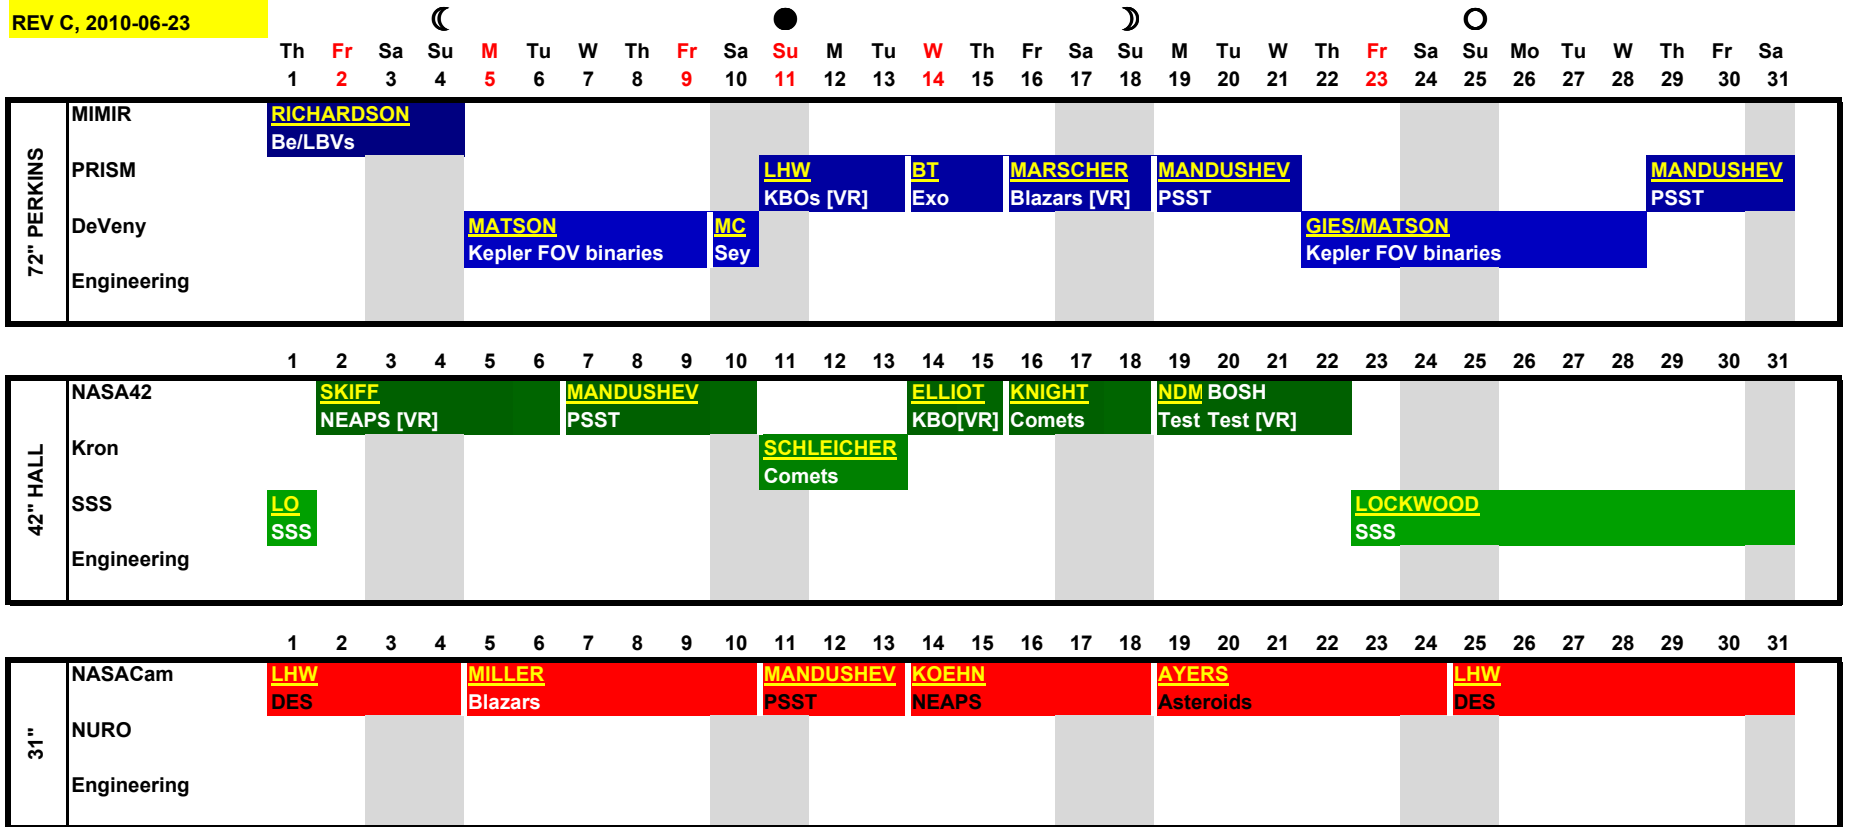 REV C, 2010-06-23
Th Fr Sa Su M Tu W Th Fr Sa Su M Tu W Th Fr Sa Su M Tu W Th Fr Sa Su Mo Tu W Th Fr Sa
1 2 3 4 5 6 7 8 9 10 11 12 13 14 15 16 17 18 19 20 21 22 23 24 25 26 27 28 29 30 31
72" PERKINS
MIMIR RICHARDSON
Be/LBVs
PRISM LHW BT MARSCHER MANDUSHEV MANDUSHEV
KBOs [VR] Exo Blazars [VR] PSST PSST
DeVeny MATSON MC GIES/MATSON
Kepler FOV binaries Sey Kepler FOV binaries
Engineering
1 2 3 4 5 6 7 8 9 10 11 12 13 14 15 16 17 18 19 20 21 22 23 24 25 26 27 28 29 30 31
42" HALL
NASA42 SKIFF MANDUSHEV ELLIOT KNIGHT NDM BOSH
NEAPS [VR] PSST KBO[VR] Comets Test Test [VR]
Kron SCHLEICHER
Comets
SSS LO LOCKWOOD
SSS SSS
Engineering
1 2 3 4 5 6 7 8 9 10 11 12 13 14 15 16 17 18 19 20 21 22 23 24 25 26 27 28 29 30 31
31"
NASACam LHW MILLER MANDUSHEV KOEHN AYERS LHW
DES Blazars PSST NEAPS Asteroids DES
NURO
Engineering